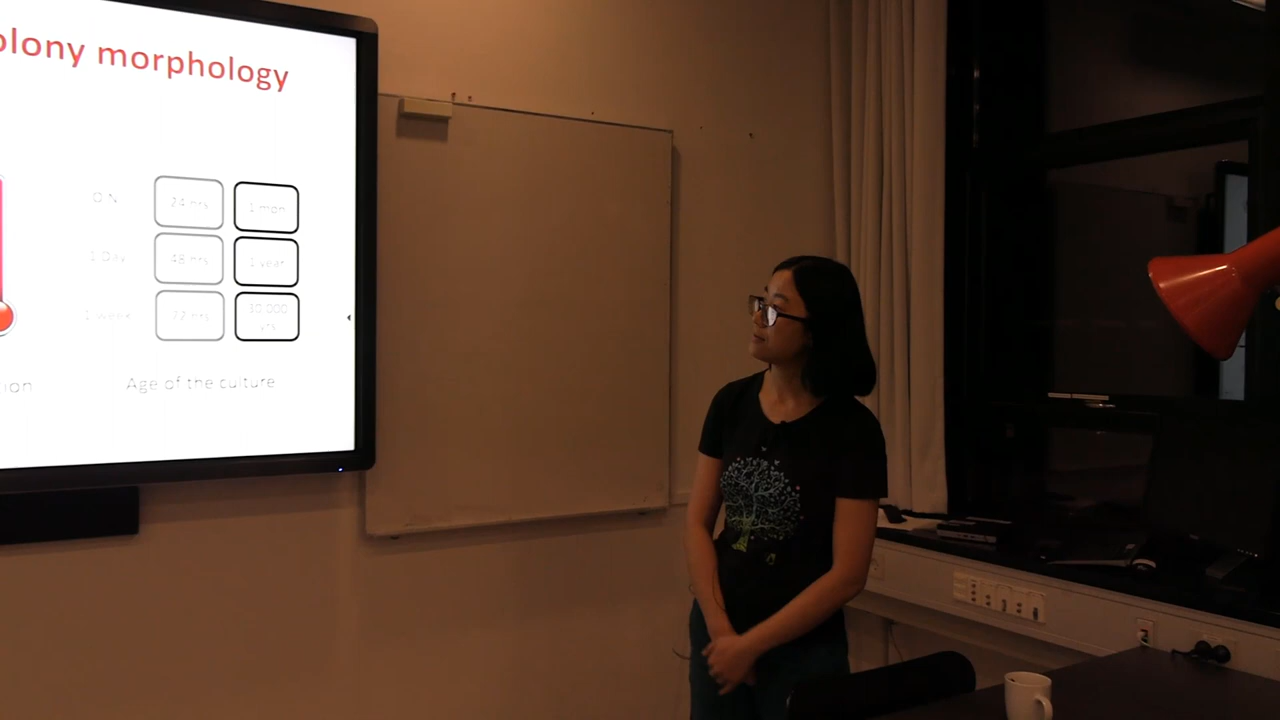 olony morphology
24 hrs
1 mon
1 Day
48 hrs
1 year
1 week
72 hrs
10 000
yrs
ion
Age of the culture